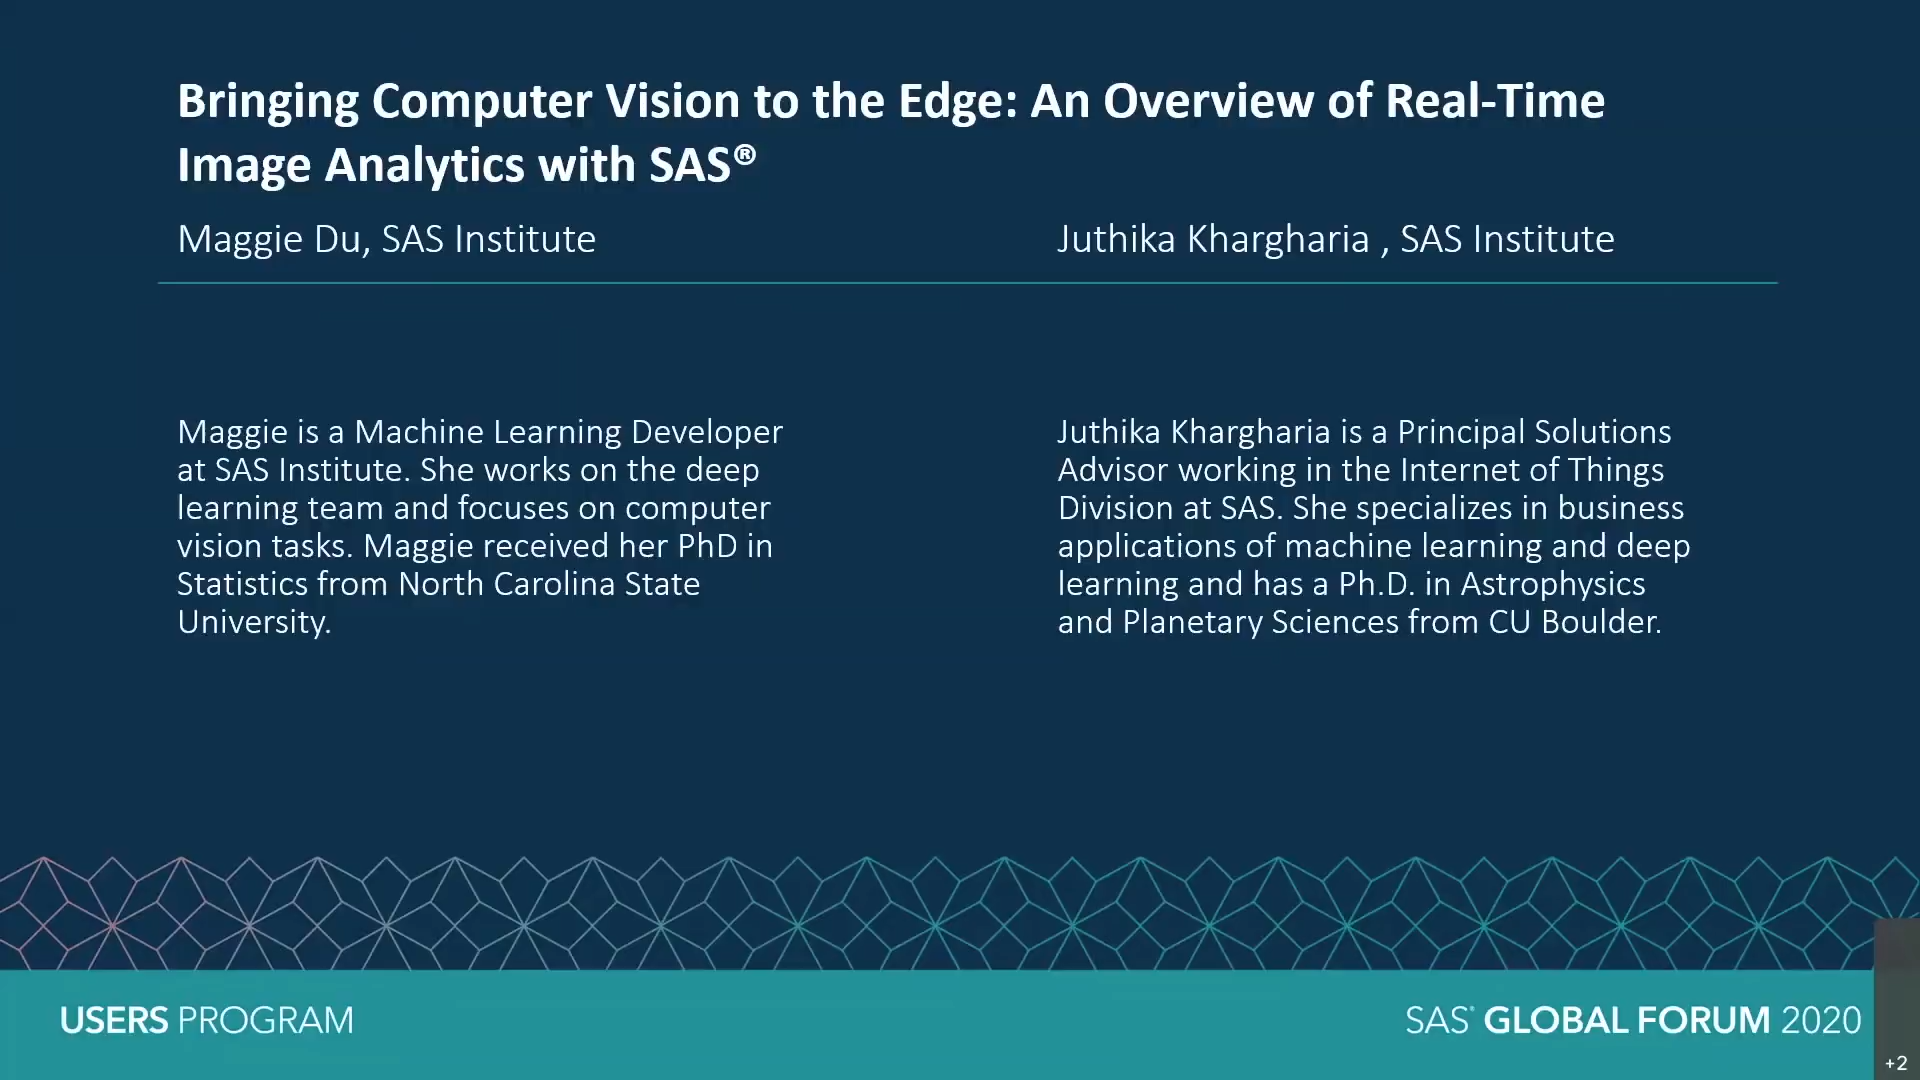 Bringing Computer Vision to the Edge: An Overview of Real-Time
Image Analytics with SAS®
Maggie Du, SAS Institute
Juthika Khargharia , SAS Institute
Maggie is a Machine Learning Developer
at SAS Institute. She works on the deep
learning team and focuses on computer
vision tasks. Maggie received her PhD in
Statistics from North Carolina State
University.
Juthika Khargharia is a Principal Solutions
Advisor working in the Internet of Things
Division at SAS. She specializes in business
applications of machine learning and deep
learning and has a Ph.D. in Astrophysics
and Planetary Sciences from CU Boulder.
USERS PROGRAM
SAS® GLOBAL FORUM 2020
+2